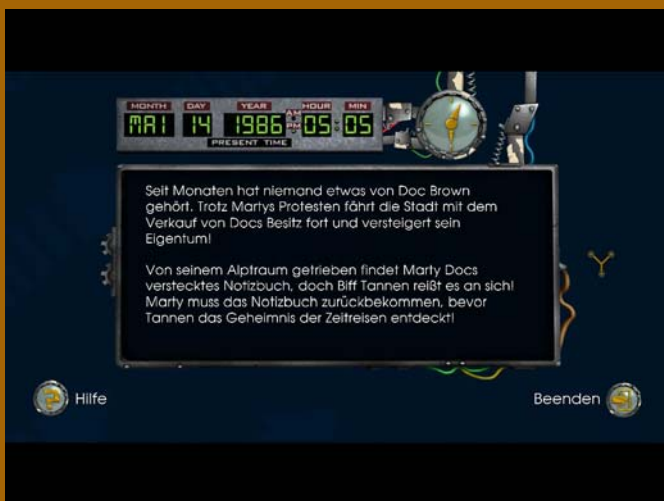 MONTH DAY YEAR AM PM HOUR MIN
MAI 14 1986 05:05
PRESENT TIME
Seit Monaten hat niemand etwas von Doc Brown
gehört. Trotz Martys Protesten fährt die Stadt mit dem
Verkauf von Docs Besitz fort und versteigert sein
Eigentum!
Von seinem Alptraum getrieben findet Marty Docs
verstecktes Notizbuch, doch Biff Tannen reißt es an sich!
Marty muss das Notizbuch zurückbekommen, bevor
Tannen das Geheimnis der Zeitreisen entdeckt!
Hilfe
Beenden